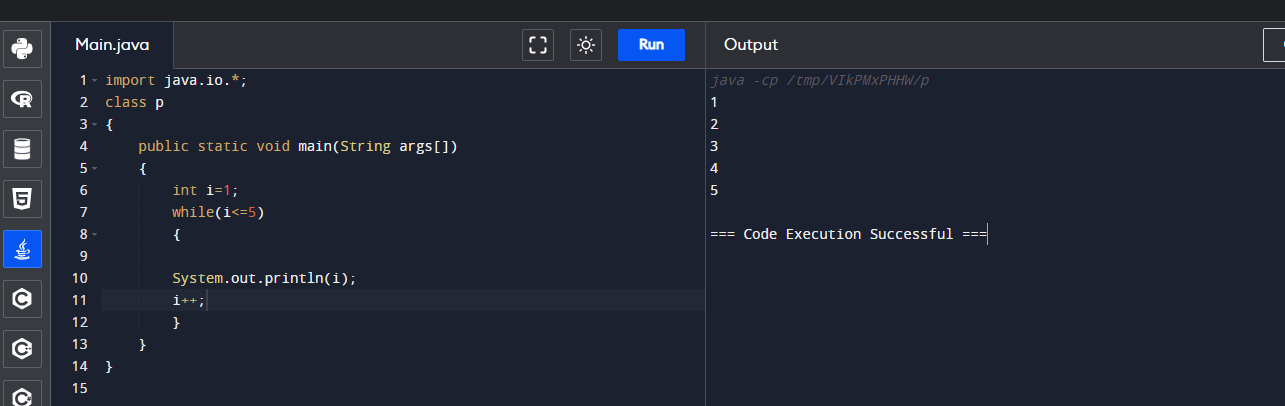 Main.java
Run
Output
1 import java.io.*;
2 class p
3 {
4     public static void main(String args[])
5     {
6         int i=1;
7         while(i<=5)
8         {
9
10         System.out.println(i);
11         i++;
12         }
13     }
14 }
15
java -cp /tmp/VIkPMxPHHW/p
1
2
3
4
5
=== Code Execution Successful ===